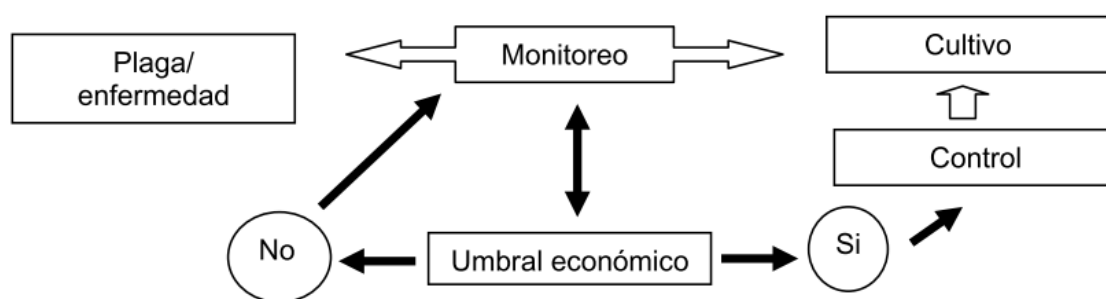 Plaga/
enfermedad
Monitoreo
Cultivo
Control
No
Umbral económico
Si